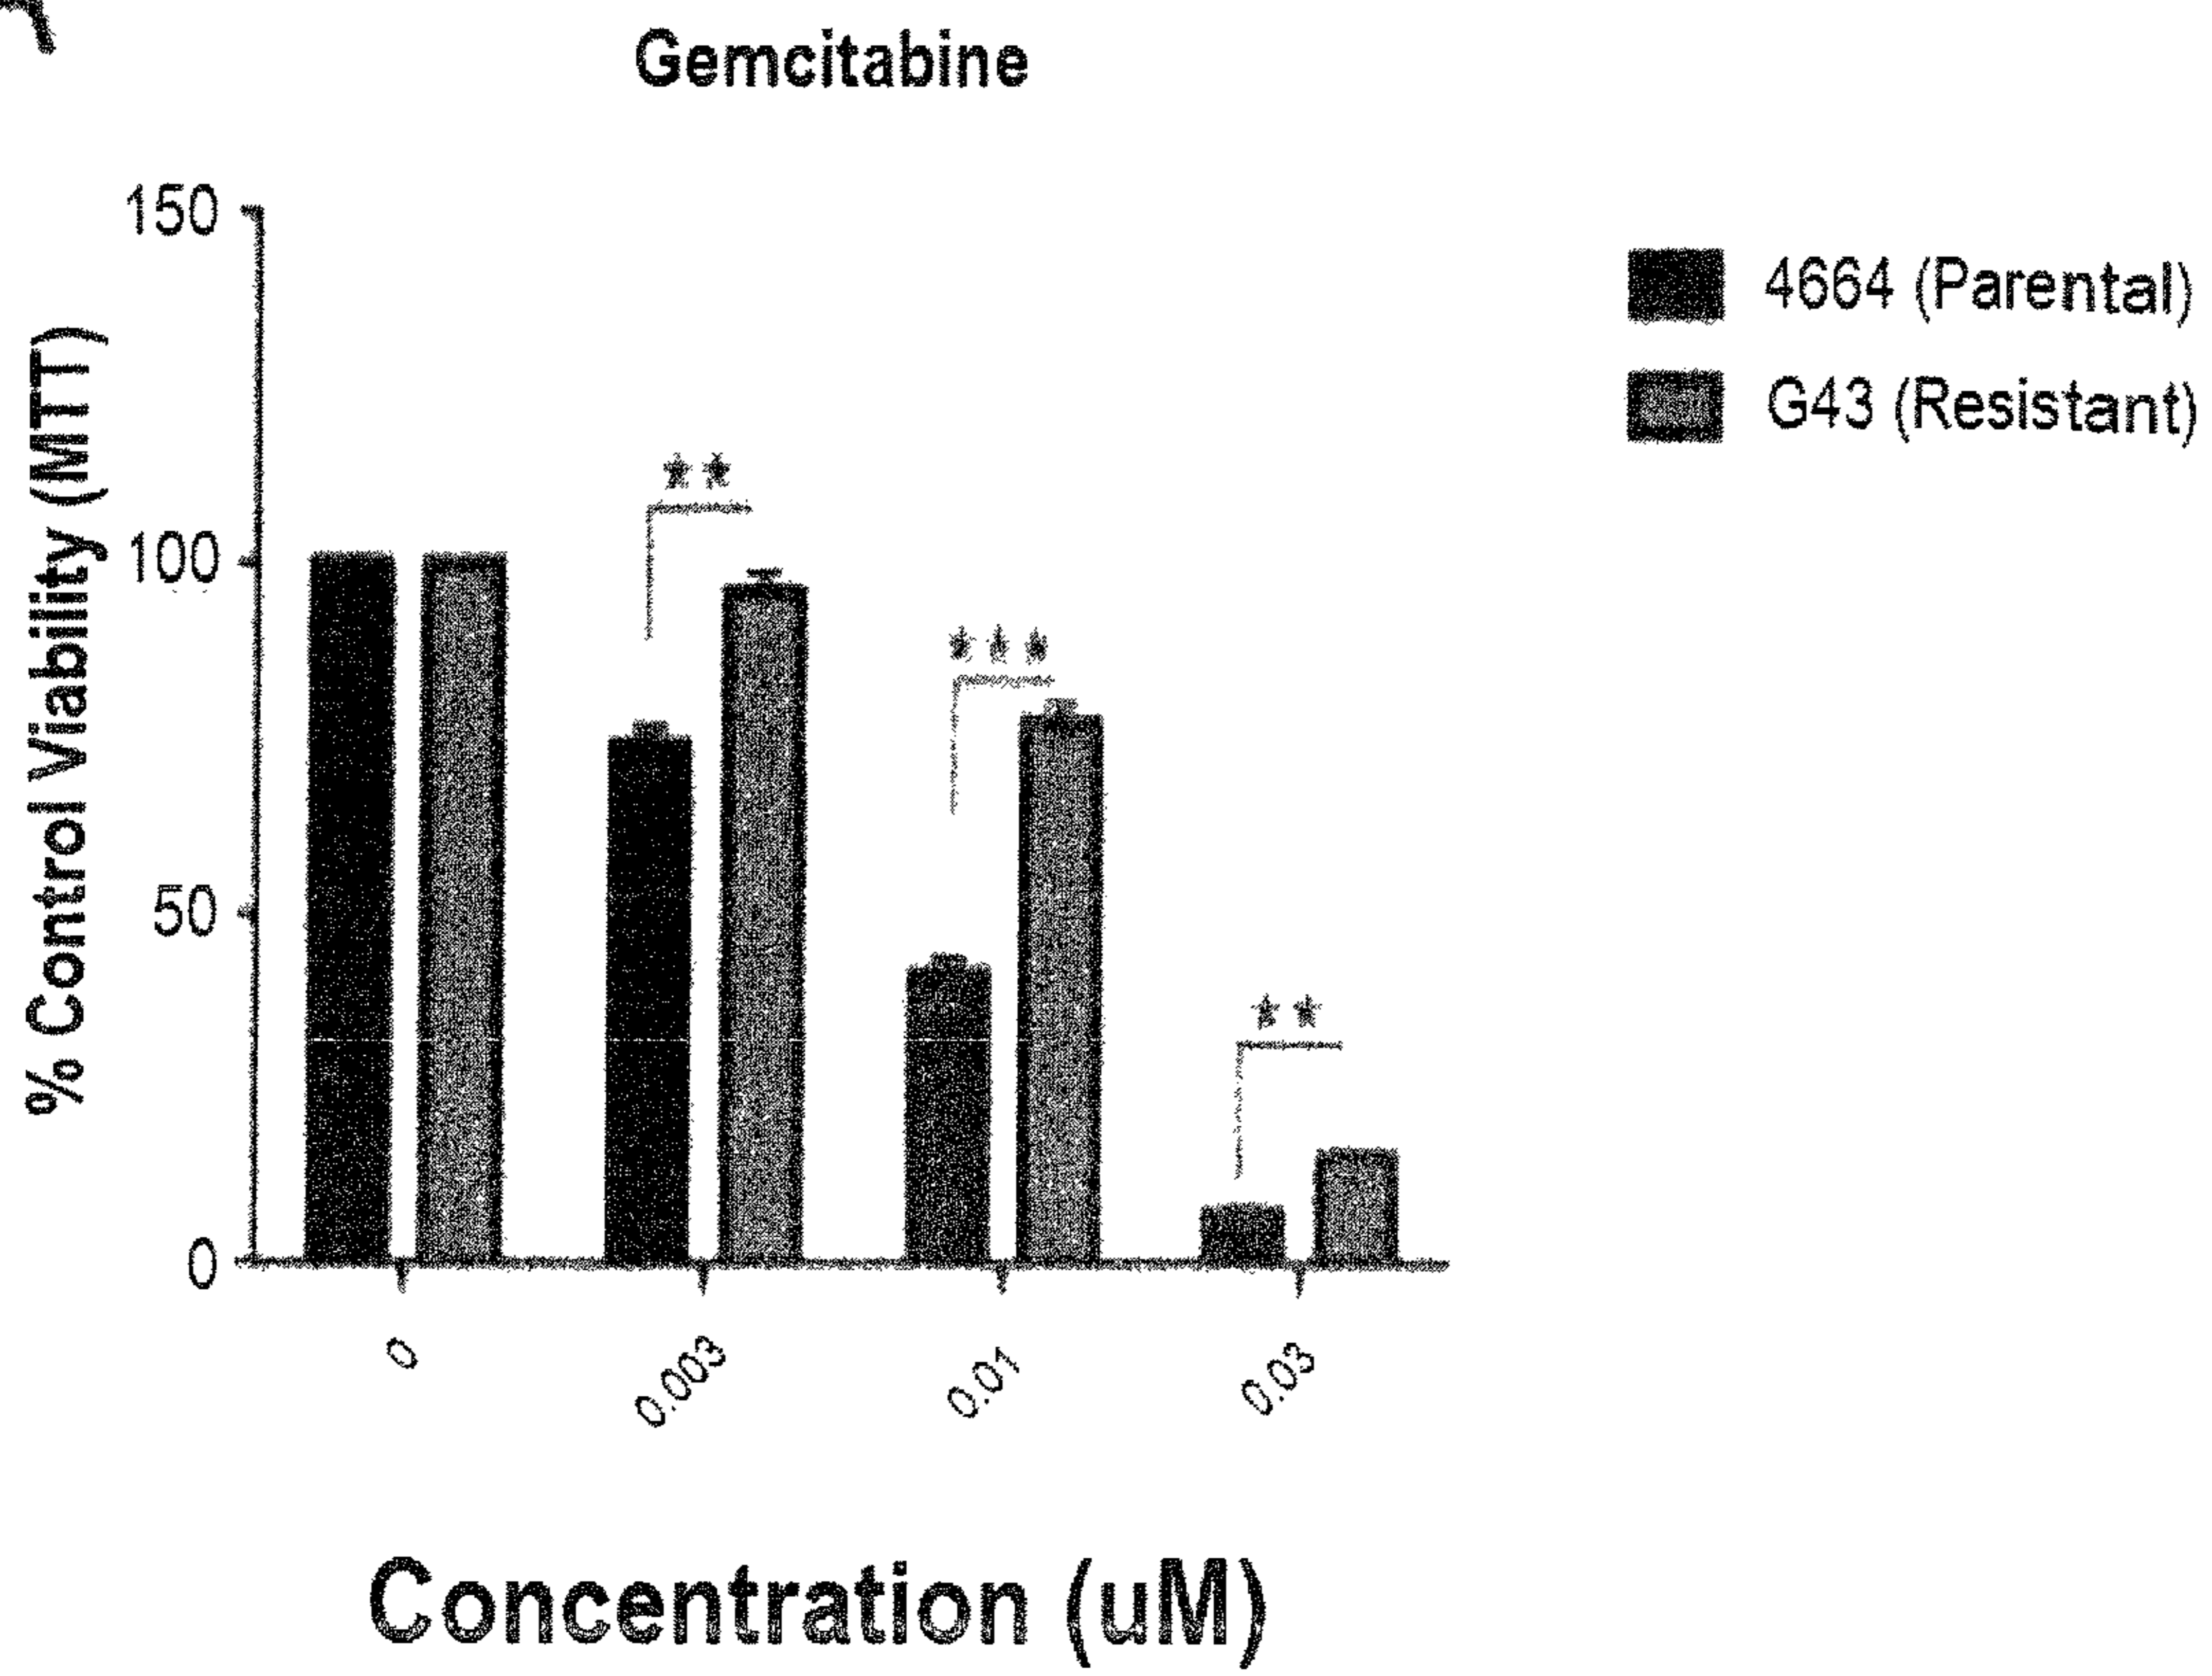 Gemcitabine
150
100
50
0
% Control Viability (MTT)
4664 (Parental)
G43 (Resistant)
**
***
**
0
0.003
0.01
0.03
Concentration (uM)